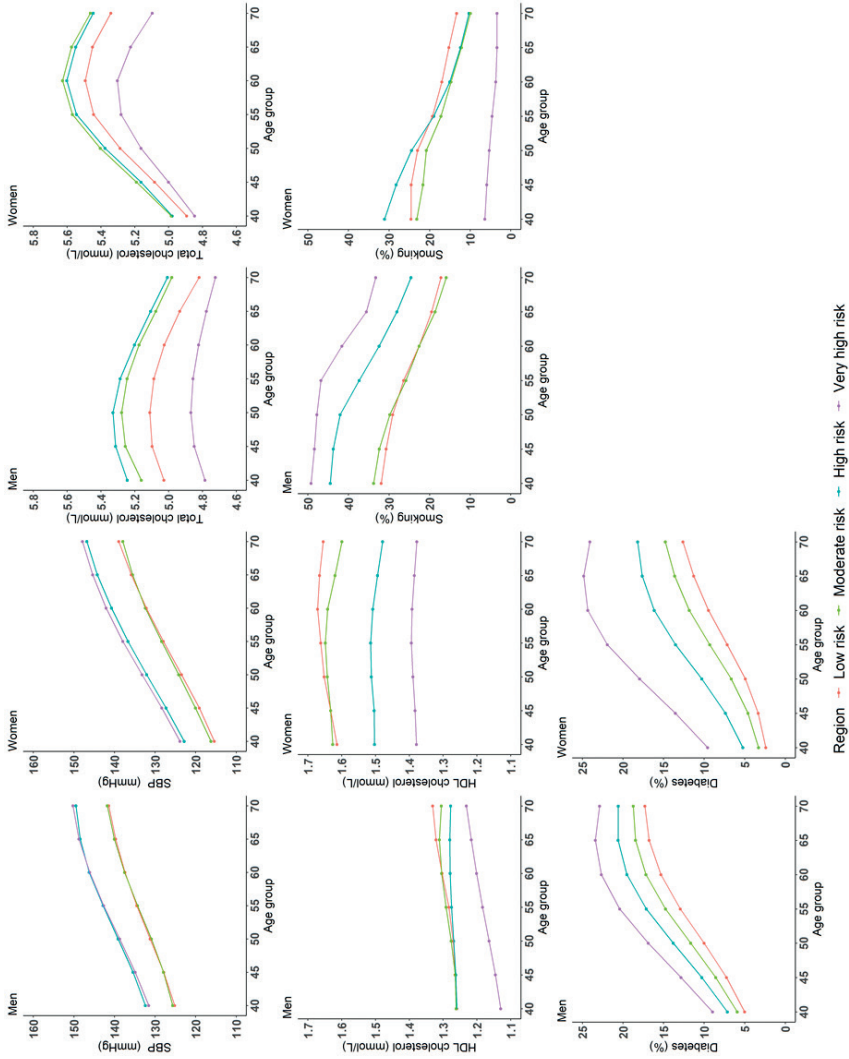 Men
SBP (mmHg)
160
150
140
130
120
110
40 45 50 55 60 65 70
Age group
Women
SBP (mmHg)
160
150
140
130
120
110
40 45 50 55 60 65 70
Age group
Men
Total cholesterol (mmol/L)
5.8
5.6
5.4
5.2
5.0
4.8
4.6
40 45 50 55 60 65 70
Age group
Women
Total cholesterol (mmol/L)
5.8
5.6
5.4
5.2
5.0
4.8
4.6
40 45 50 55 60 65 70
Age group
Men
HDL cholesterol (mmol/L)
1.7
1.6
1.5
1.4
1.3
1.2
1.1
40 45 50 55 60 65 70
Age group
Women
HDL cholesterol (mmol/L)
1.7
1.6
1.5
1.4
1.3
1.2
1.1
40 45 50 55 60 65 70
Age group
Men
Smoking (%)
50
40
30
20
10
0
40 45 50 55 60 65 70
Age group
Women
Smoking (%)
50
40
30
20
10
0
40 45 50 55 60 65 70
Age group
Men
Diabetes (%)
25
20
15
10
5
0
40 45 50 55 60 65 70
Age group
Women
Diabetes (%)
25
20
15
10
5
0
40 45 50 55 60 65 70
Age group
Region Low risk Moderate risk High risk Very high risk